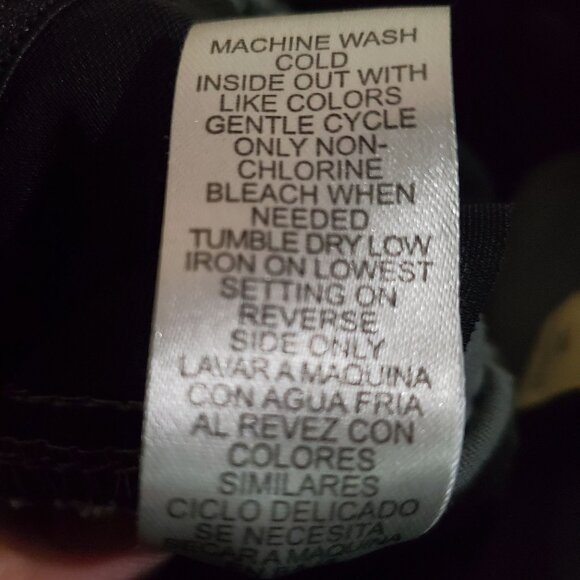 MACHINE WASH
COLD
INSIDE OUT WITH
LIKE COLORS
GENTLE CYCLE
ONLY NON-
CHLORINE
BLEACH WHEN
NEEDED
TUMBLE DRY LOW
IRON ON LOWEST
SETTING ON
REVERSE
SIDE ONLY
LAVAR A MAQUINA
CON AGUA FRIA
AL REVEZ CON
COLORES
SIMILARES
CICLO DELICADO
SE NECESITA
SECAR A MAQUINA